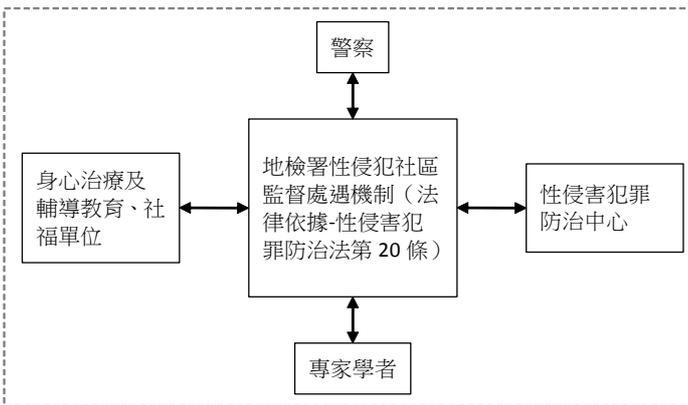 警察
身心治療及
輔導教育、社
福單位
地檢署性侵犯社區
監督處遇機制（法
律依據-性侵害犯
罪防治法第 20 條）
性侵害犯罪
防治中心
專家學者